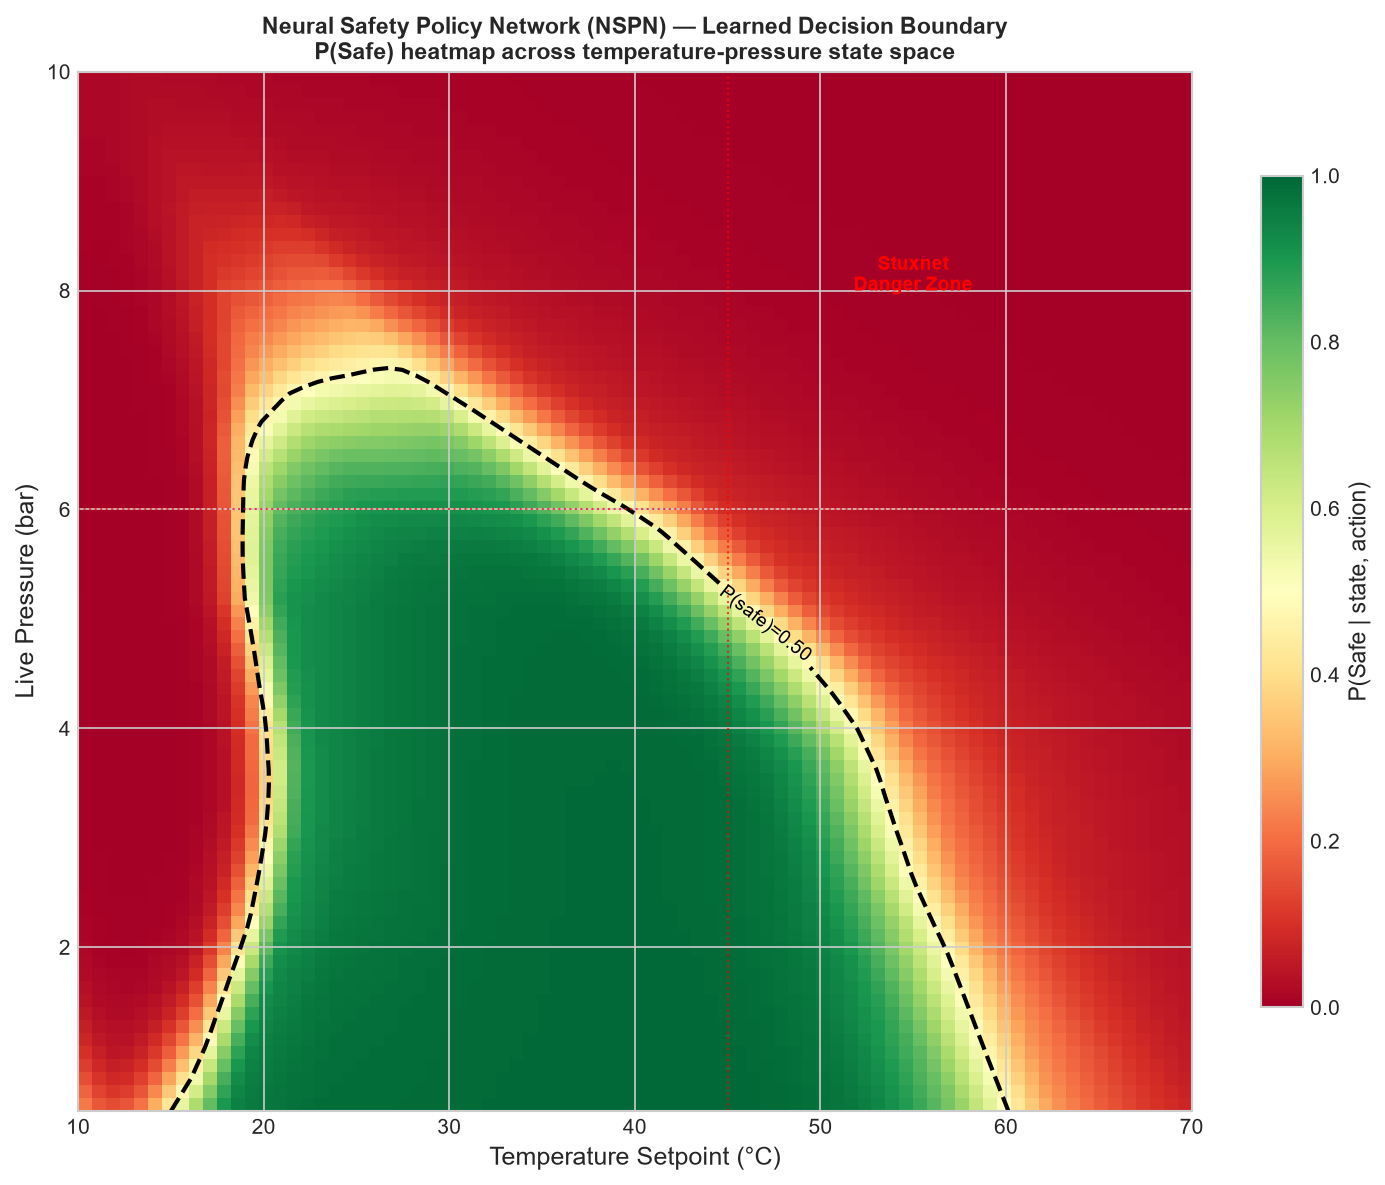 Neural Safety Policy Network (NSPN) — Learned Decision Boundary
P(Safe) heatmap across temperature-pressure state space
Live Pressure (bar)
10
8
6
4
2
Stuxnet
Danger Zone
P(safe)=0.50
10 20 30 40 50 60 70
Temperature Setpoint (°C)
1.0
0.8
0.6
0.4
0.2
0.0
P(Safe | state, action)